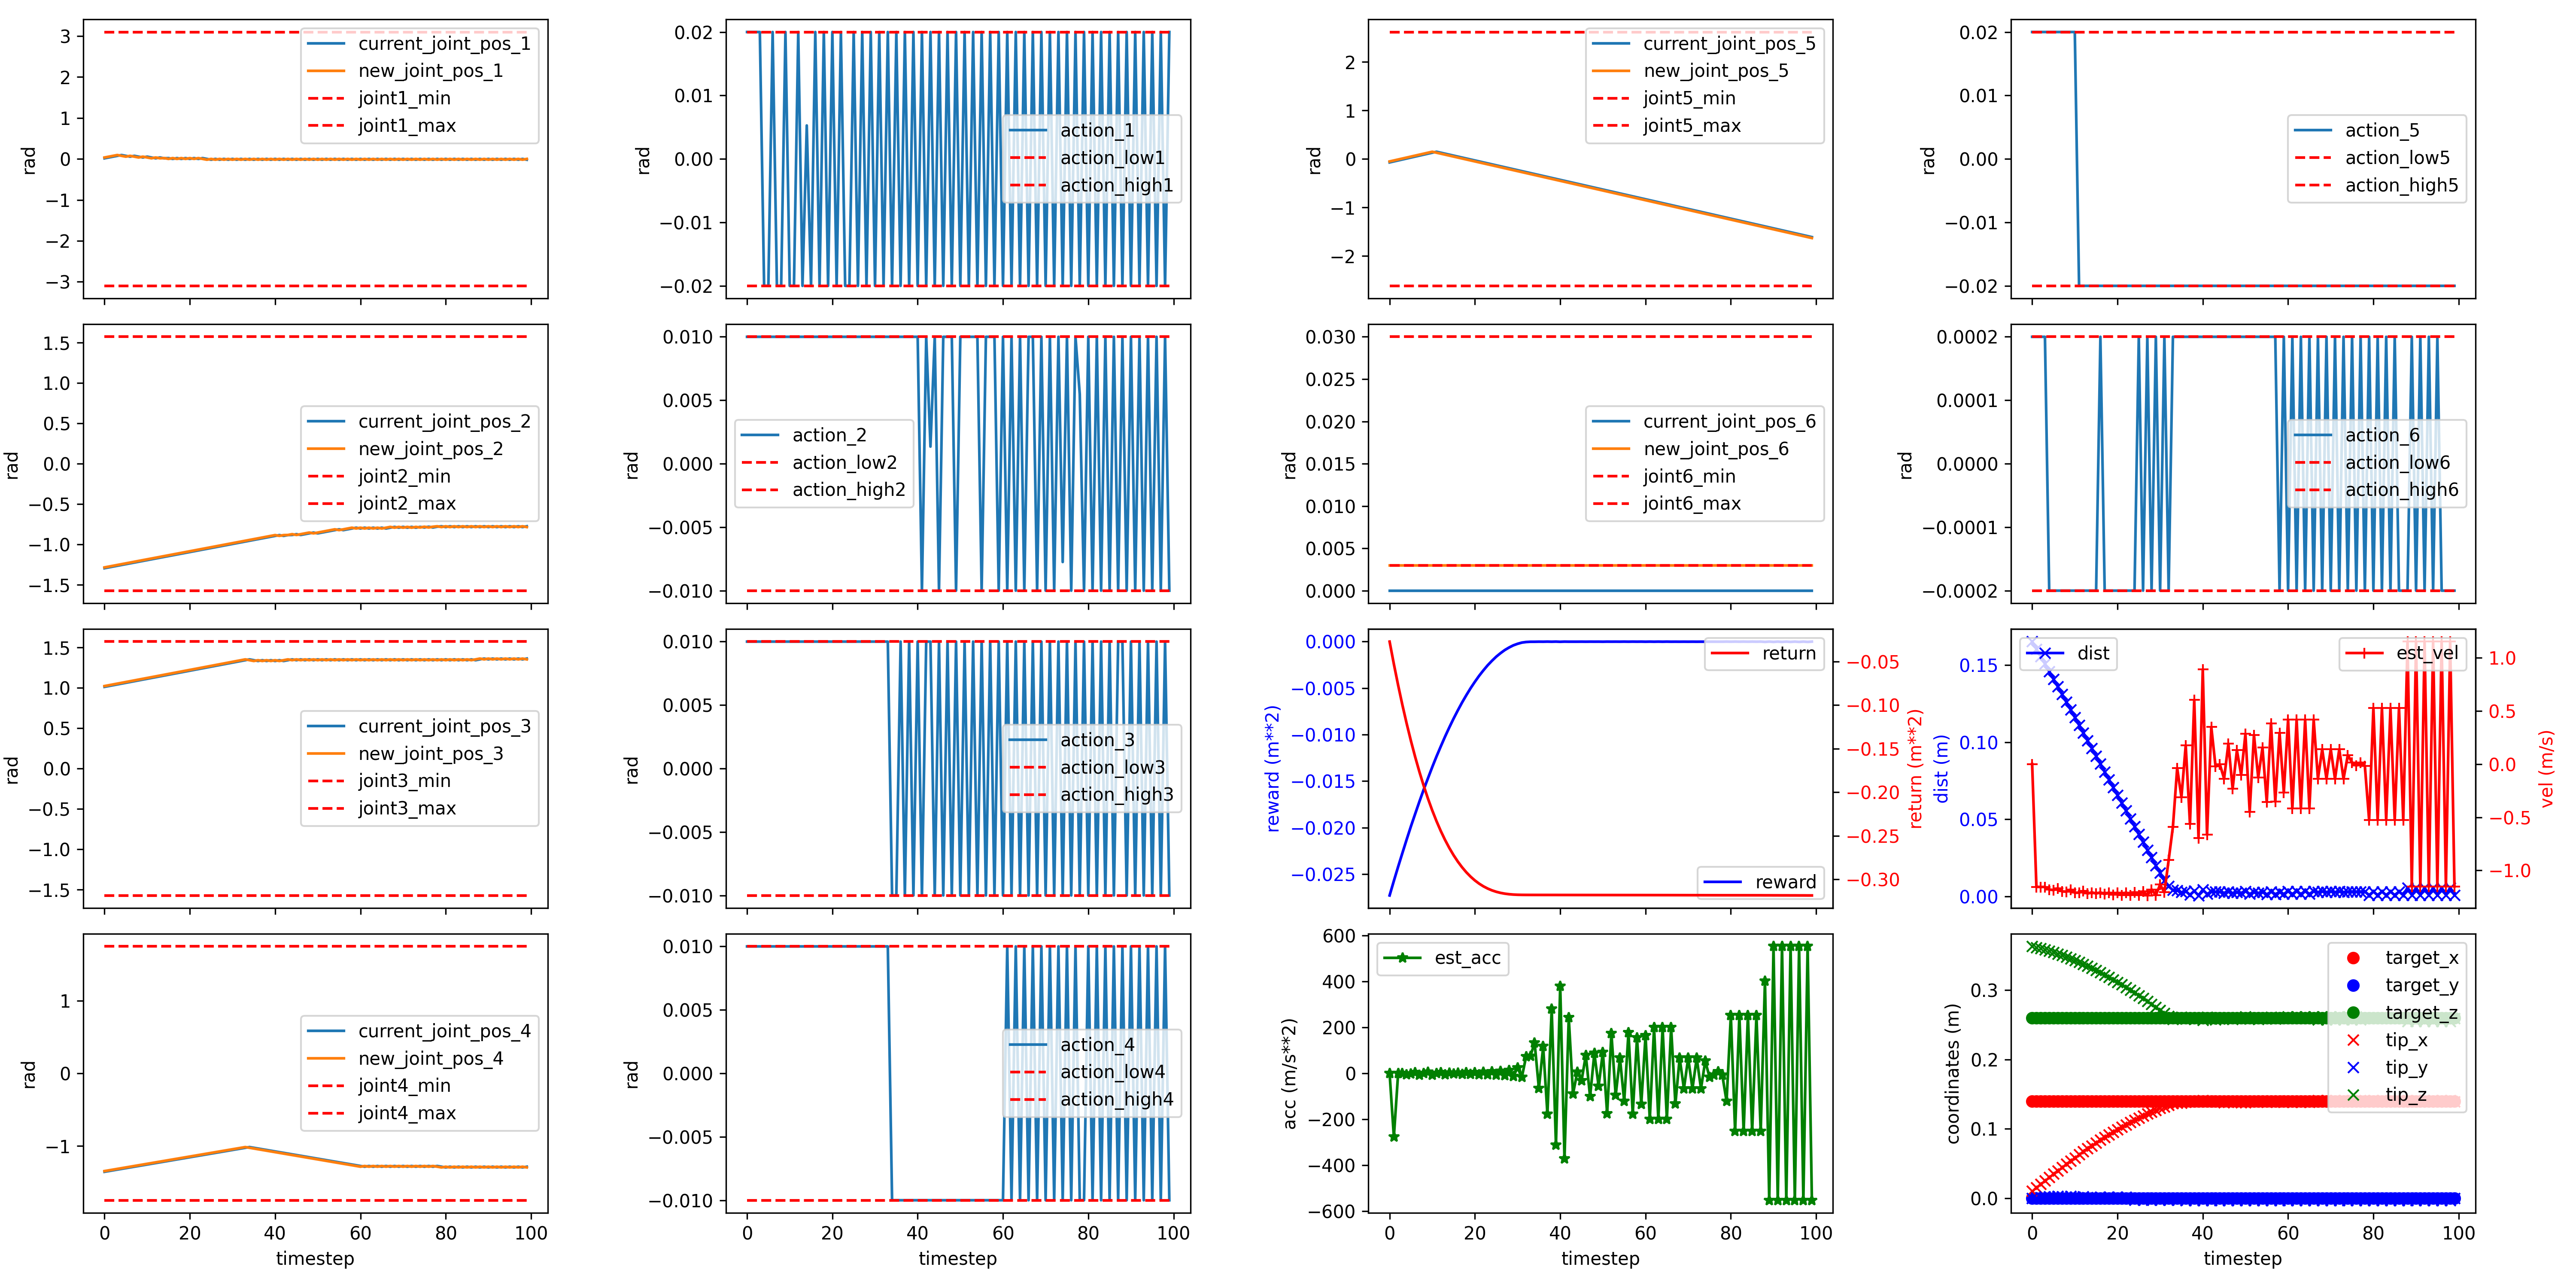 3
2
1
0
−1
−2
−3
rad
current_joint_pos_1
new_joint_pos_1
joint1_min
joint1_max
0.02
0.01
0.00
−0.01
−0.02
rad
action_1
action_low1
action_high1
2
1
0
−1
−2
rad
current_joint_pos_5
new_joint_pos_5
joint5_min
joint5_max
0.02
0.01
0.00
−0.01
−0.02
rad
action_5
action_low5
action_high5
1.5
1.0
0.5
0.0
−0.5
−1.0
−1.5
rad
current_joint_pos_2
new_joint_pos_2
joint2_min
joint2_max
0.010
0.005
0.000
−0.005
−0.010
rad
action_2
action_low2
action_high2
0.030
0.025
0.020
0.015
0.010
0.005
0.000
rad
current_joint_pos_6
new_joint_pos_6
joint6_min
joint6_max
0.0002
0.0001
0.0000
−0.0001
−0.0002
rad
action_6
action_low6
action_high6
1.5
1.0
0.5
0.0
−0.5
−1.0
−1.5
rad
current_joint_pos_3
new_joint_pos_3
joint3_min
joint3_max
0.010
0.005
0.000
−0.005
−0.010
rad
action_3
action_low3
action_high3
0.000
−0.005
−0.010
−0.015
−0.020
−0.025
reward (m**2)
return
reward
−0.05
−0.10
−0.15
−0.20
−0.25
−0.30
return (m**2)
0.15
0.10
0.05
0.00
dist (m)
dist
est_vel
1.0
0.5
0.0
−0.5
−1.0
vel (m/s)
1
0
−1
rad
current_joint_pos_4
new_joint_pos_4
joint4_min
joint4_max
0 20 40 60 80 100
timestep
0.010
0.005
0.000
−0.005
−0.010
rad
action_4
action_low4
action_high4
0 20 40 60 80 100
timestep
600
400
200
0
−200
−400
−600
acc (m/s**2)
est_acc
0 20 40 60 80 100
timestep
0.3
0.2
0.1
0.0
coordinates (m)
target_x
target_y
target_z
tip_x
tip_y
tip_z
0 20 40 60 80 100
timestep